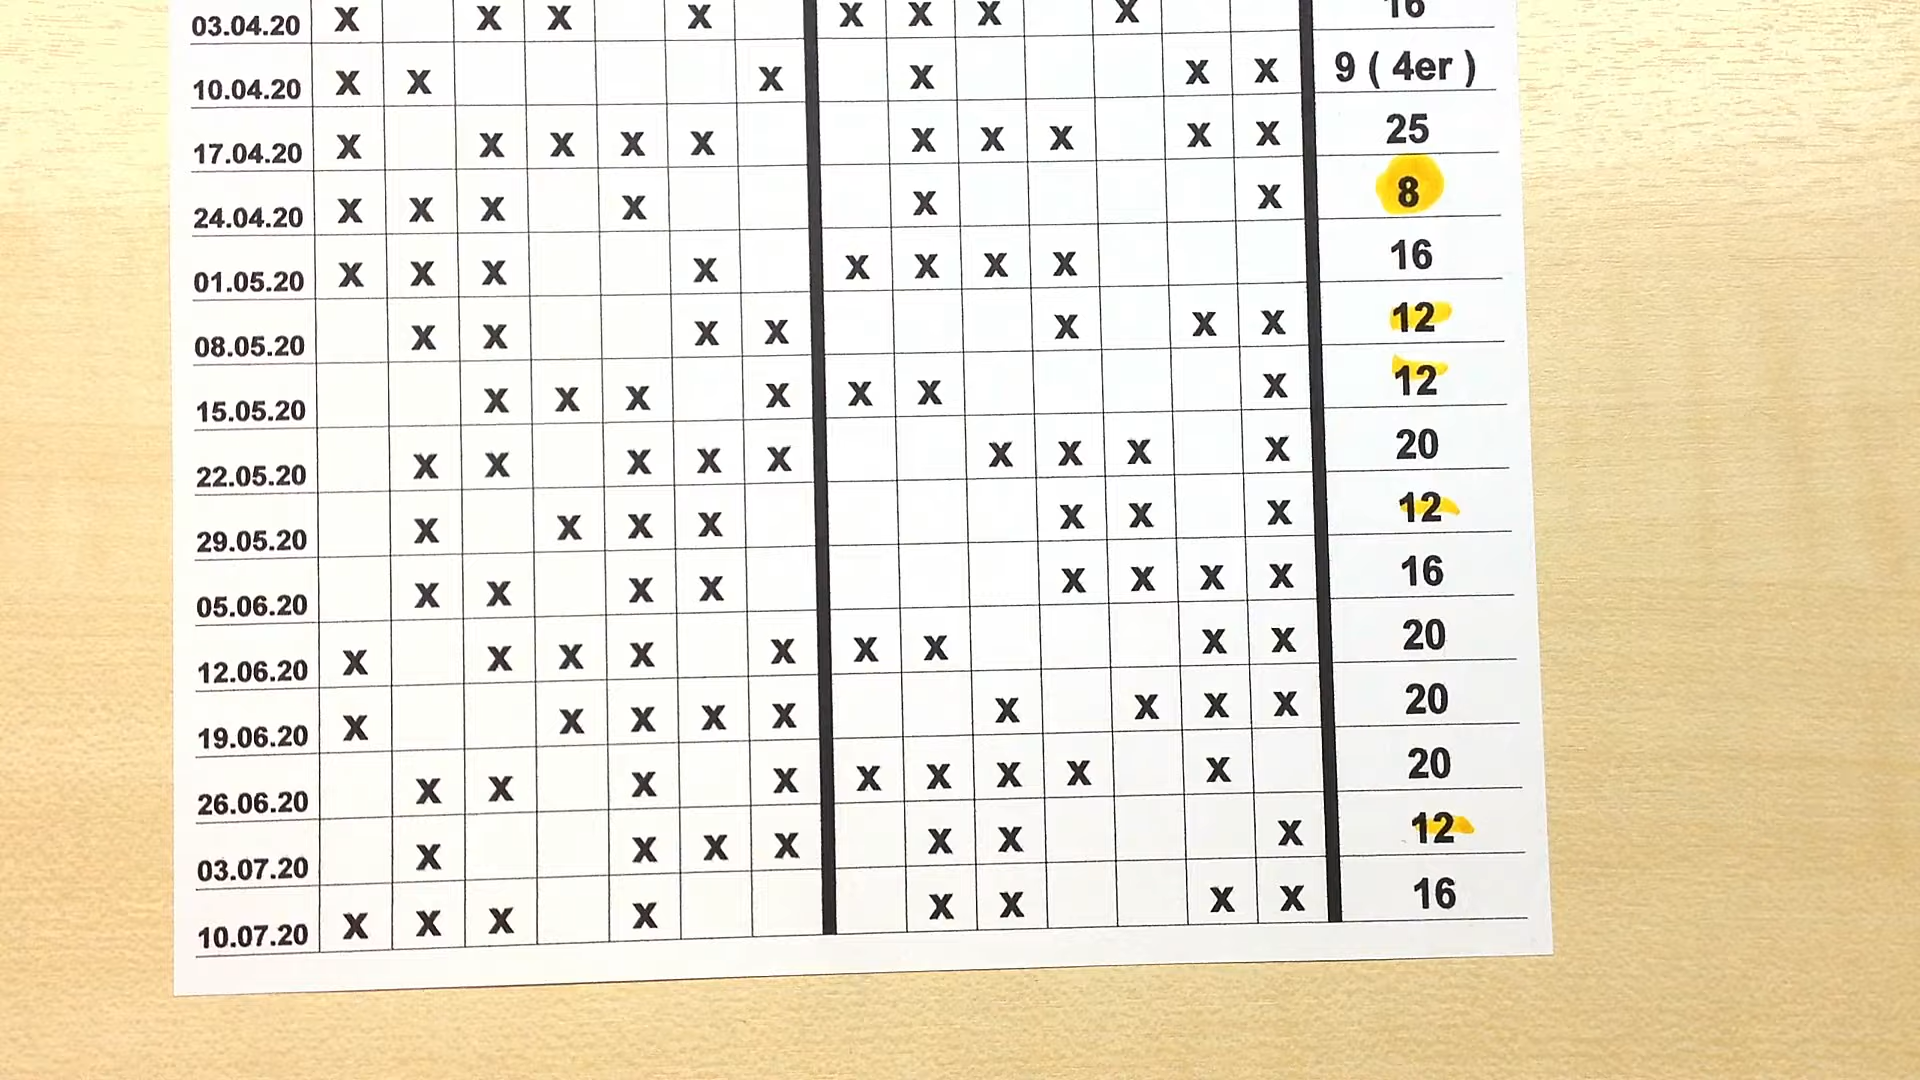 03.04.20 X X X X X X X X 16
10.04.20 X X X X X X 9 ( 4er )
17.04.20 X X X X X X X X X X 25
24.04.20 X X X X X X 8
01.05.20 X X X X X X X X 16
08.05.20 X X X X X X X 12
15.05.20 X X X X X X X 12
22.05.20 X X X X X X X X X 20
29.05.20 X X X X X X X 12
05.06.20 X X X X X X X X 16
12.06.20 X X X X X X X X X 20
19.06.20 X X X X X X X X X 20
26.06.20 X X X X X X X X X 20
03.07.20 X X X X X X X 12
10.07.20 X X X X X X X X 16